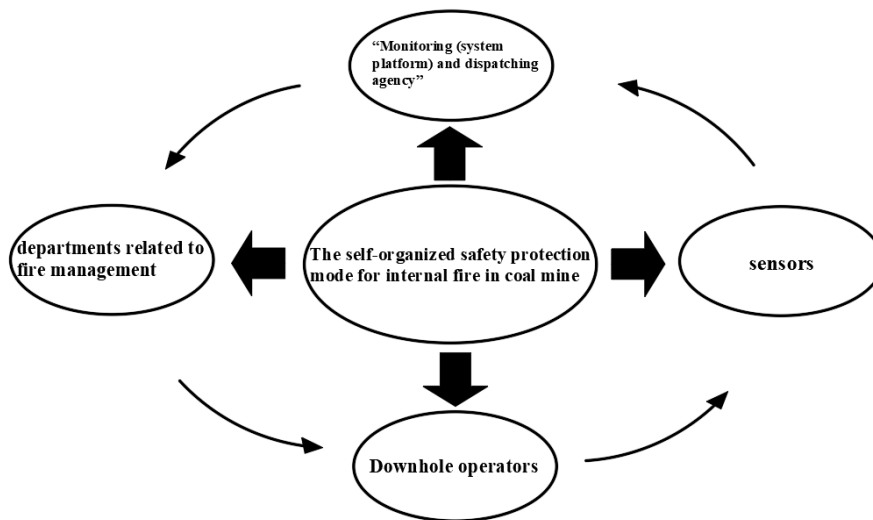 “Monitoring (system
platform) and dispatching
agency”
departments related to
fire management
The self-organized safety protection
mode for internal fire in coal mine
sensors
Downhole operators